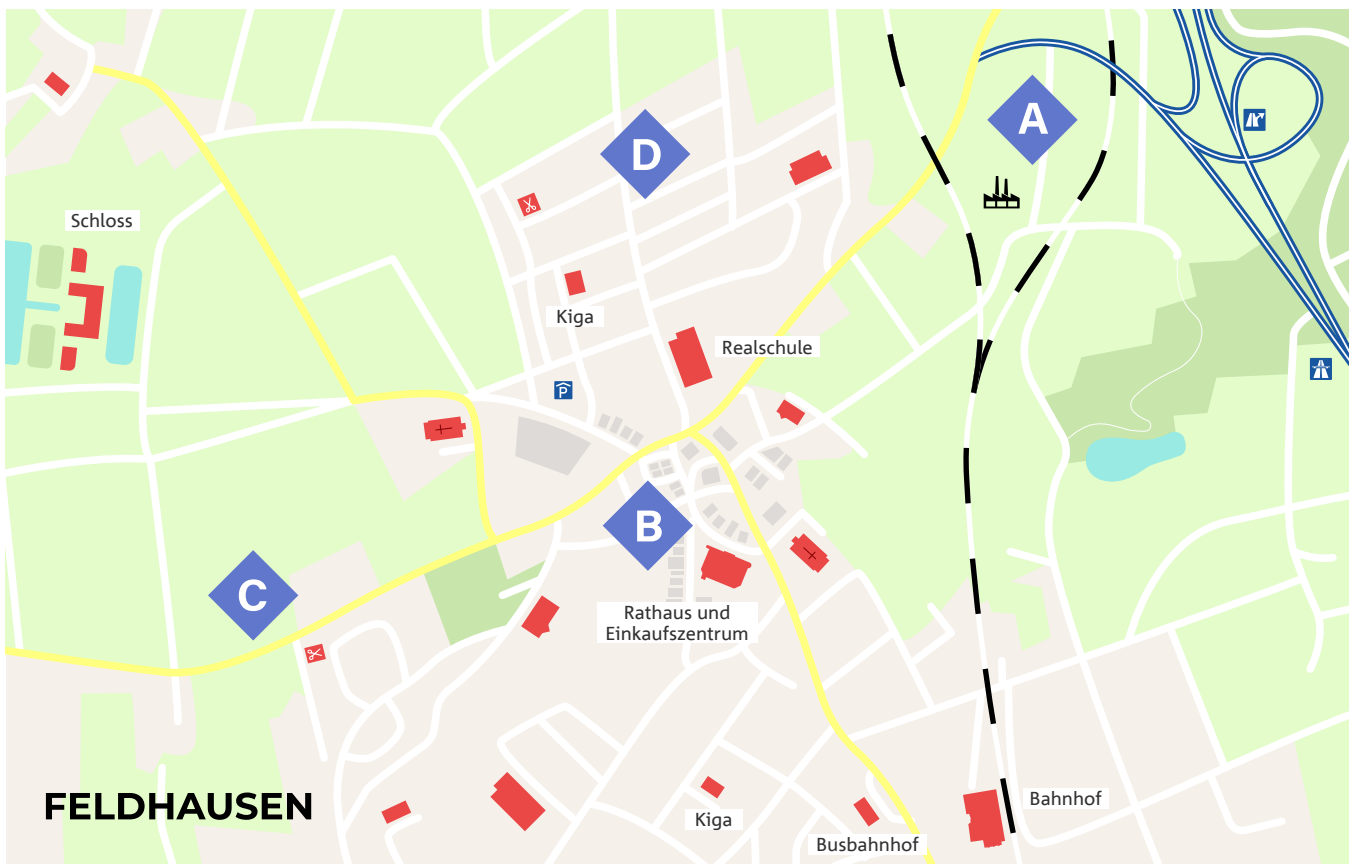 A
D
Schloss
Kiga
Realschule
P
B
C
Rathaus und
Einkaufszentrum
FELDHAUSEN
Kiga
Bahnhof
Busbahnhof